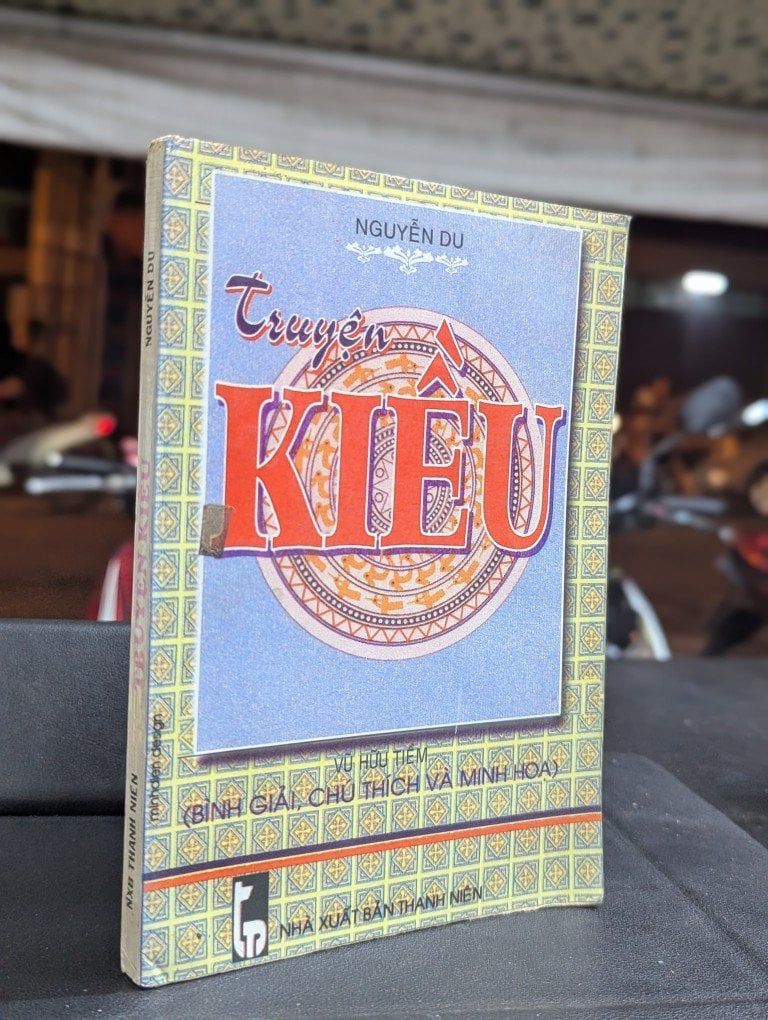 NGUYỄN DU
Truyện
KIỀU
VŨ HỮU TIỀM
(BÌNH GIẢI, CHÚ THÍCH VÀ MINH HỌA)
NHÀ XUẤT BẢN THANH NIÊN
NGUYỄN DU
TRUYỆN KIỀU
NXB THANH NIÊN